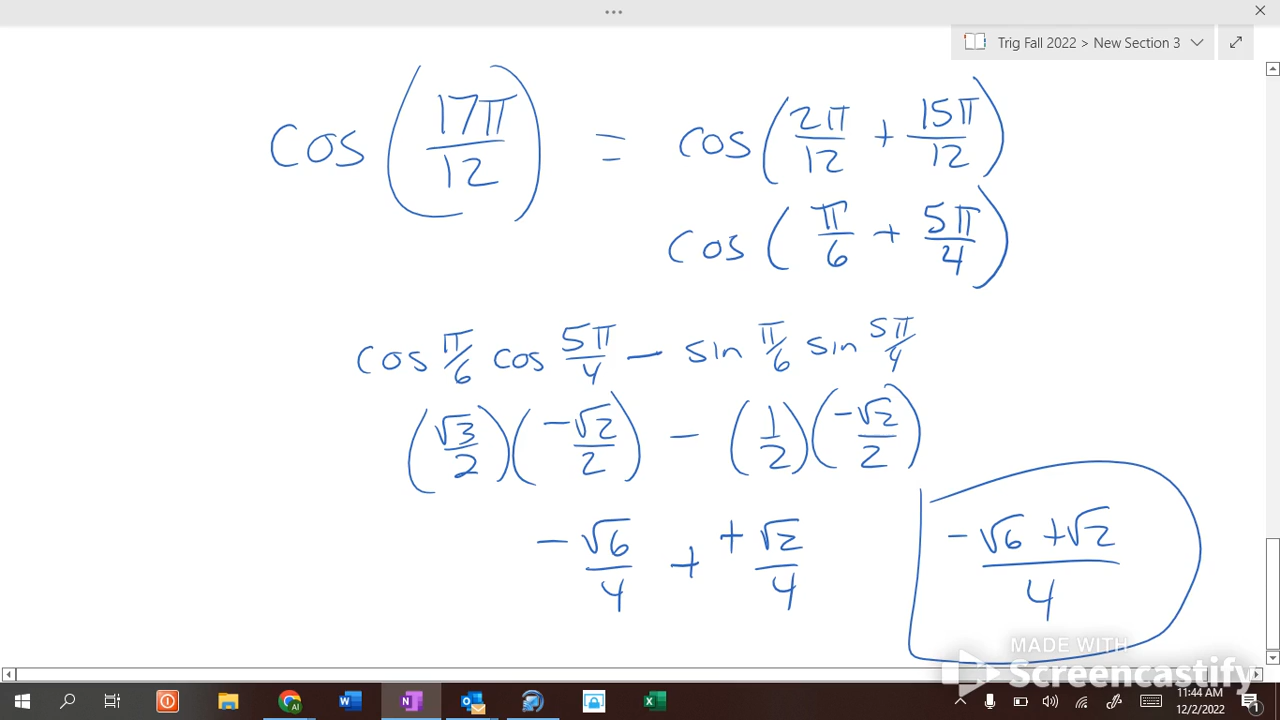 Trig Fall 2022 > New Section 3
cos(17π/12) = cos(2π/12 + 15π/12)
cos(π/6 + 5π/4)
cos π/6 cos 5π/4 - sin π/6 sin 5π/4
(√3/2)(-√2/2) - (1/2)(-√2/2)
-√6/4 + +√2/4
(-√6 + √2)/4
MADE WITH
Screencastify
11:44 AM
12/2/2022
1